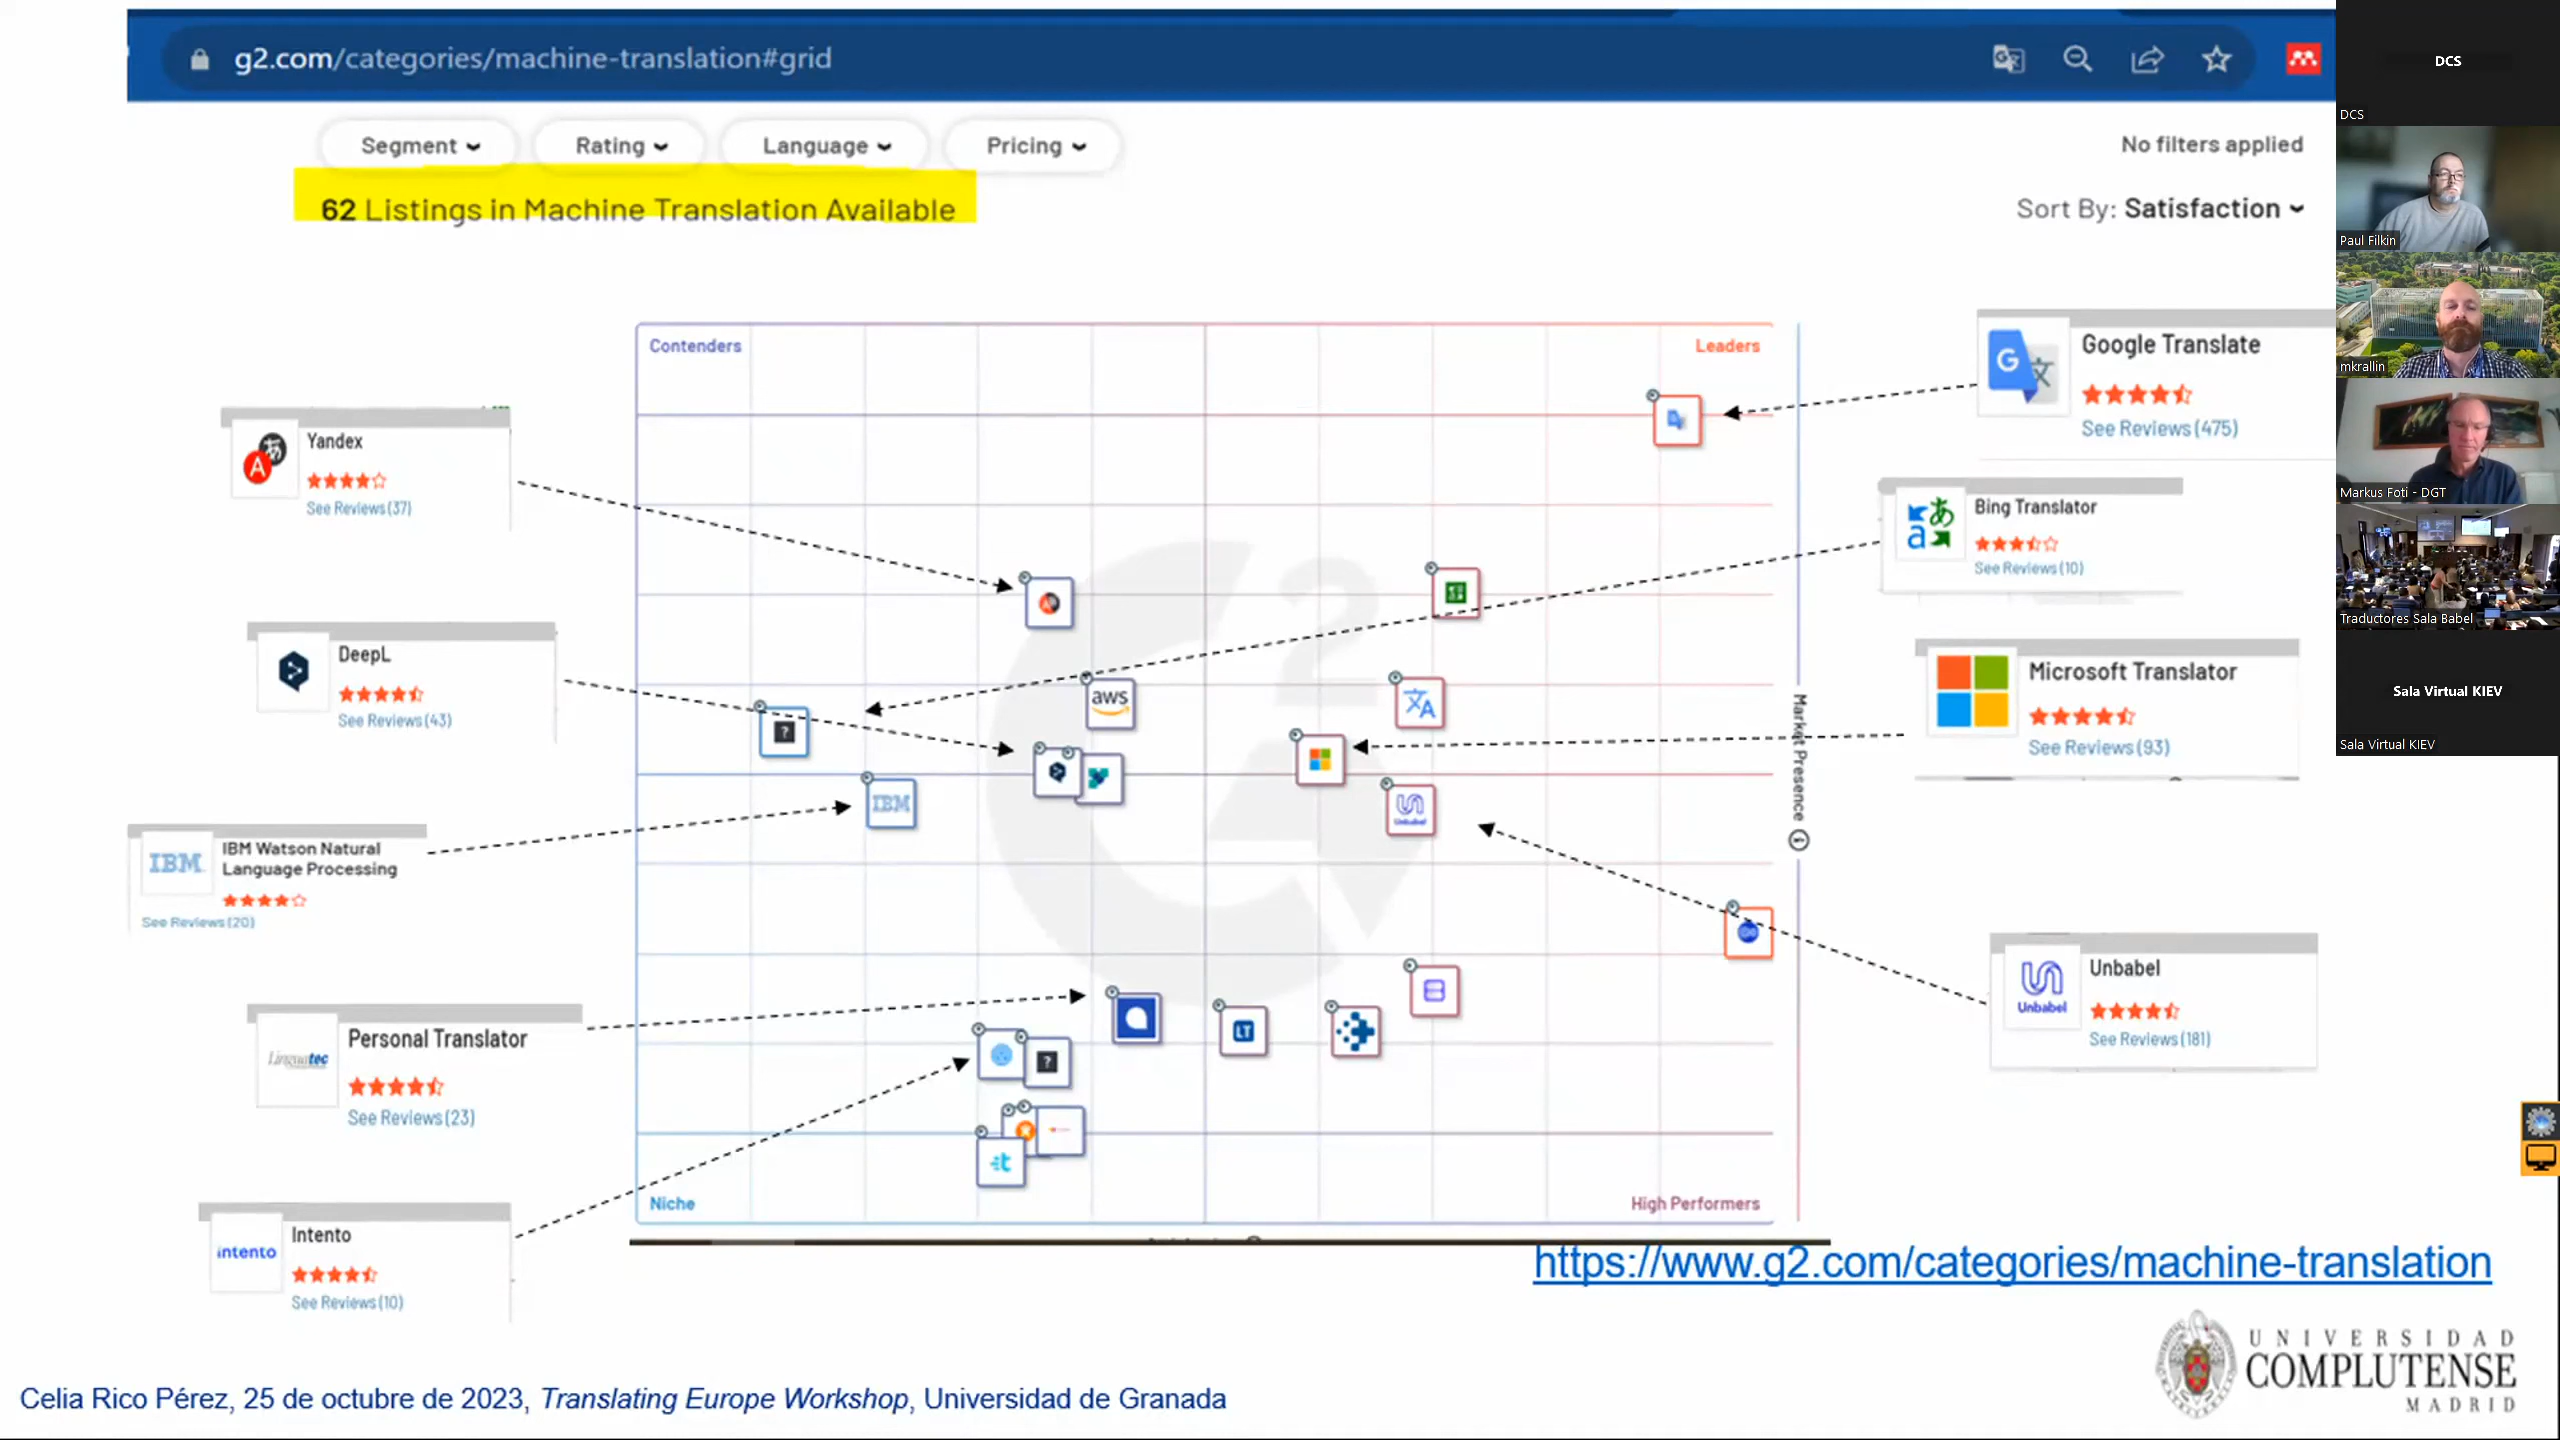 g2.com/categories/machine-translation#grid
Segment
Rating
Language
Pricing
No filters applied
62 Listings in Machine Translation Available
Sort By: Satisfaction
Contenders
Leaders
Niche
High Performers
Market Presence
Yandex
See Reviews (37)
DeepL
See Reviews (43)
IBM
IBM Watson Natural
Language Processing
See Reviews (20)
Linguatec
Personal Translator
See Reviews (23)
intento
Intento
See Reviews (10)
Google Translate
See Reviews (475)
Bing Translator
See Reviews (10)
Microsoft Translator
See Reviews (93)
Unbabel
Unbabel
See Reviews (181)
aws
IBM
Unbabel
LT
https://www.g2.com/categories/machine-translation
Celia Rico Pérez, 25 de octubre de 2023, Translating Europe Workshop, Universidad de Granada
UNIVERSIDAD
COMPLUTENSE
MADRID
DCS
DCS
Paul Filkin
mkrallin
Markus Foti - DGT
Traductores Sala Babel
Sala Virtual KIEV
Sala Virtual KIEV